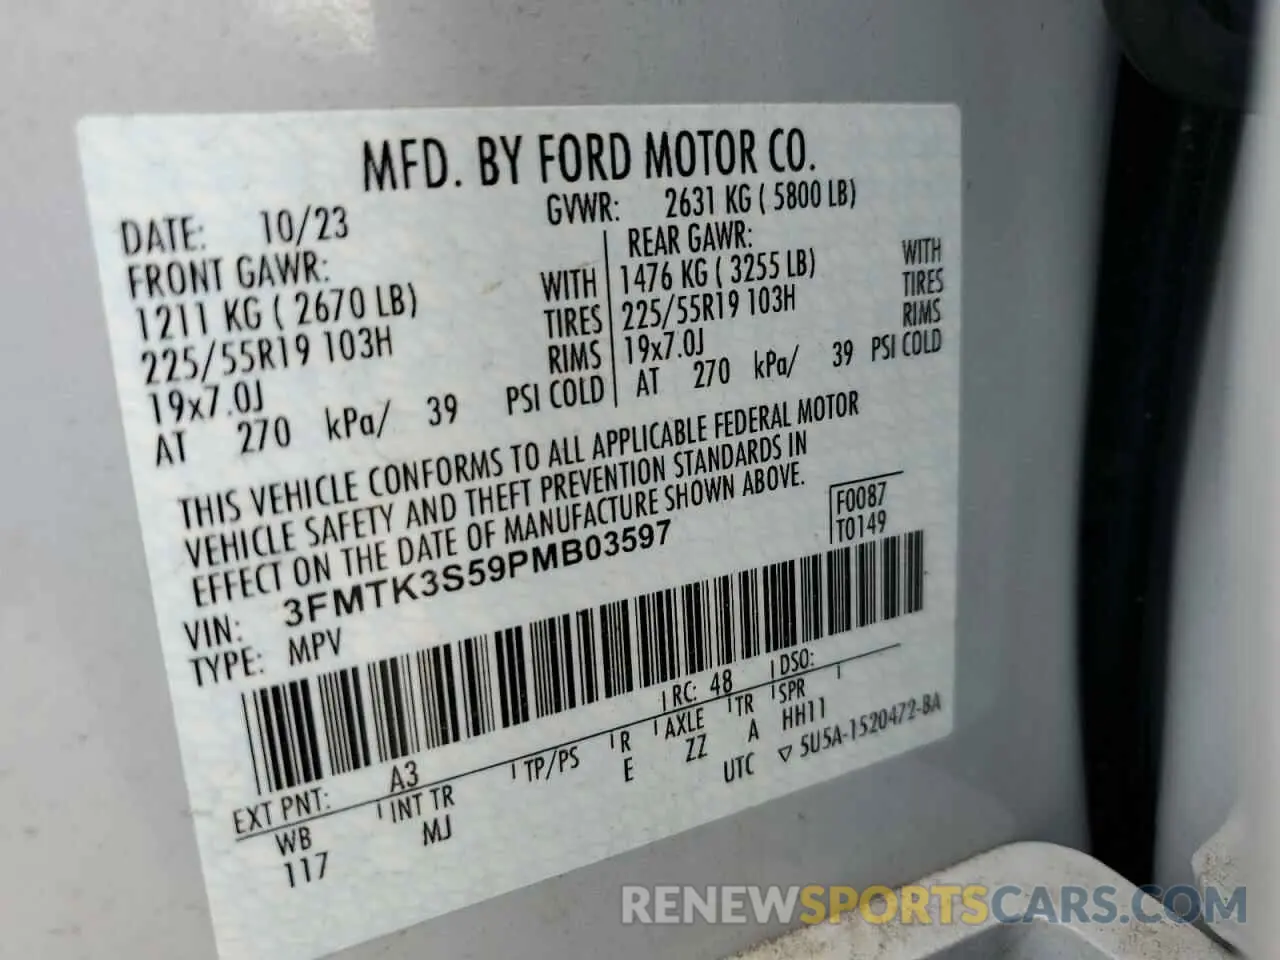 MFD. BY FORD MOTOR CO.
DATE: 10/23 GVWR: 2631 KG ( 5800 LB)
FRONT GAWR: REAR GAWR:
1211 KG ( 2670 LB) WITH 1476 KG ( 3255 LB) WITH
225/55R19 103H TIRES 225/55R19 103H TIRES
19x7.0J RIMS 19x7.0J RIMS
AT 270 kPa/ 39 PSI COLD AT 270 kPa/ 39 PSI COLD
THIS VEHICLE CONFORMS TO ALL APPLICABLE FEDERAL MOTOR
VEHICLE SAFETY AND THEFT PREVENTION STANDARDS IN
EFFECT ON THE DATE OF MANUFACTURE SHOWN ABOVE.
F0087
T0149
VIN: 3FMTK3S59PMB03597
TYPE: MPV
EXT PNT: A3 RC: 48 DSO:
WB INT TR TP/PS R AXLE TR SPR
117 MJ E ZZ A HH11
UTC ▽ 5U5A-1520472-BA
RENEWSPORTSCARS.COM